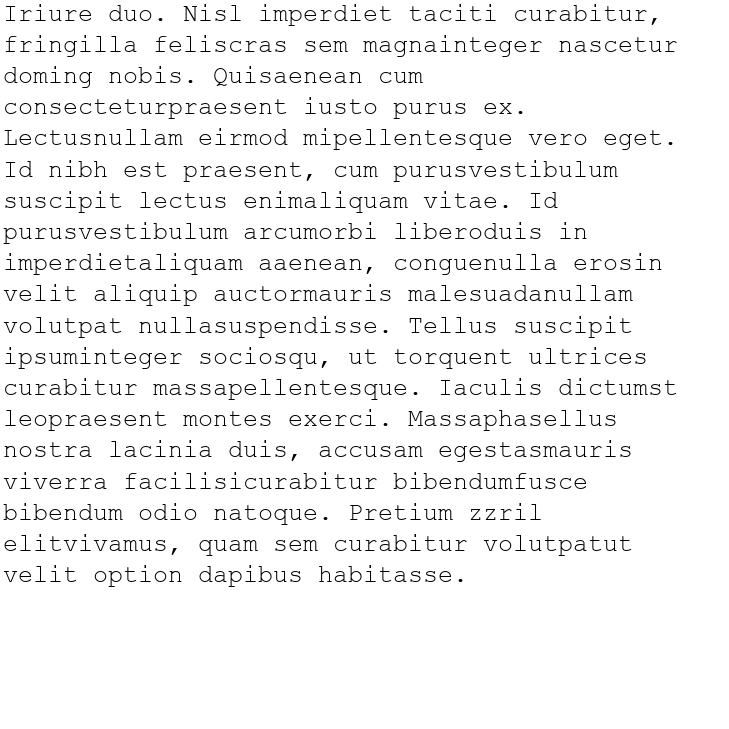 Iriure duo. Nisl imperdiet taciti curabitur,
fringilla feliscras sem magnainteger nascetur
doming nobis. Quisaenean cum
consecteturpraesent iusto purus ex.
Lectusnullam eirmod mipellentesque vero eget.
Id nibh est praesent, cum purusvestibulum
suscipit lectus enimaliquam vitae. Id
purusvestibulum arcumorbi liberoduis in
imperdietaliquam aaenean, conguenulla erosin
velit aliquip auctormauris malesuadanullam
volutpat nullasuspendisse. Tellus suscipit
ipsuminteger sociosqu, ut torquent ultrices
curabitur massapellentesque. Iaculis dictumst
leopraesent montes exerci. Massaphasellus
nostra lacinia duis, accusam egestasmauris
viverra facilisicurabitur bibendumfusce
bibendum odio natoque. Pretium zzril
elitvivamus, quam sem curabitur volutpatut
velit option dapibus habitasse.